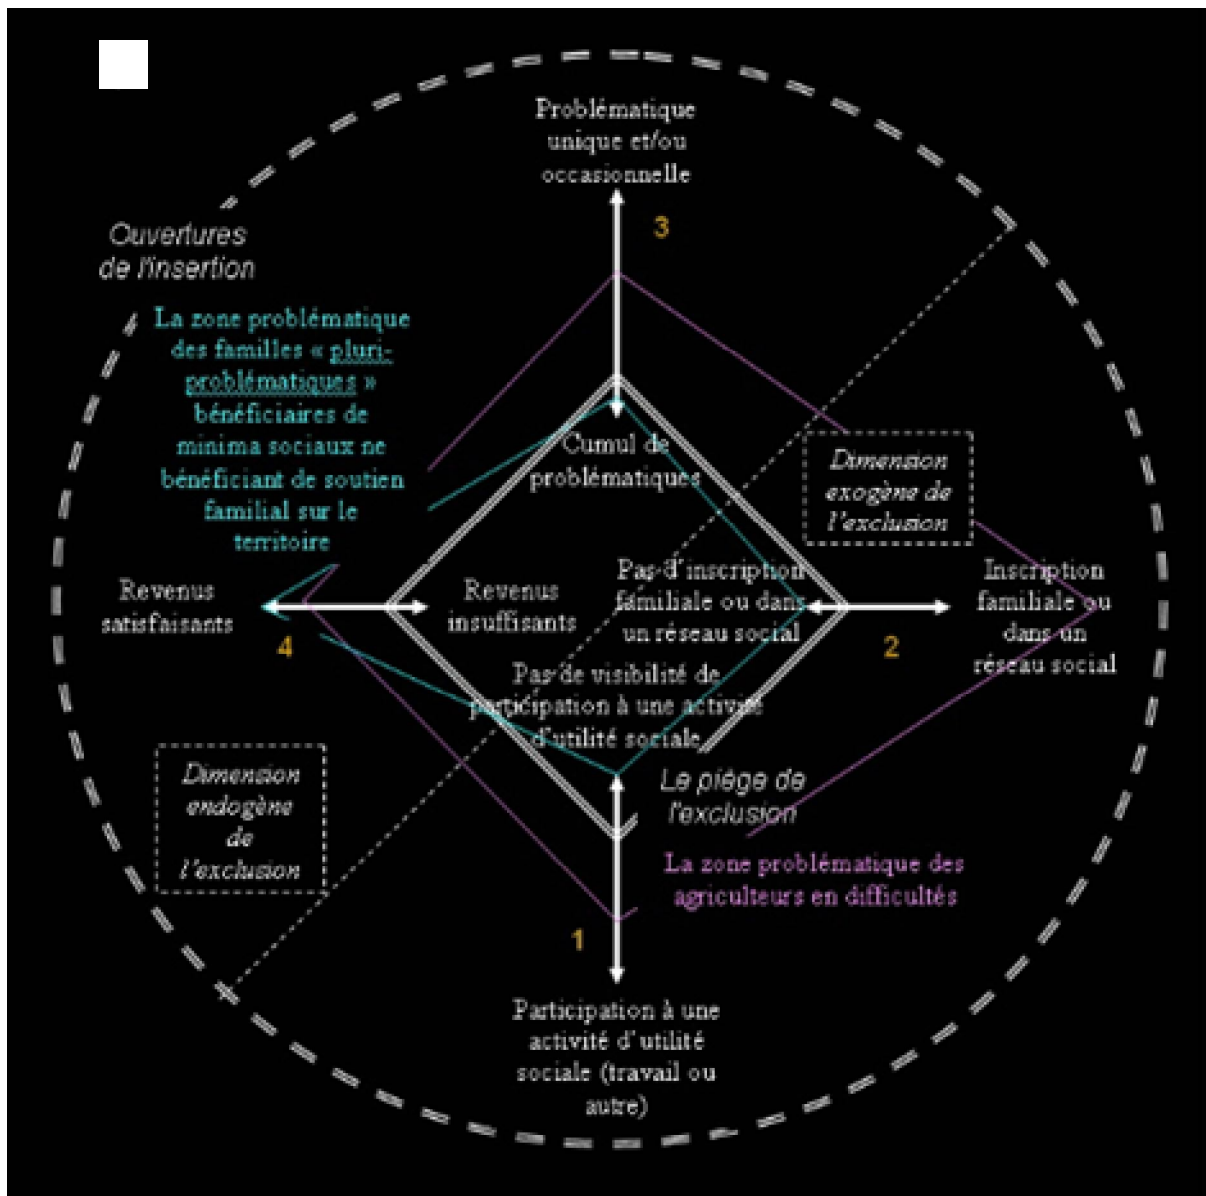 Problématique
unique et/ou
occasionnelle
3
Ouvertures
de l'insertion
La zone problématique
des familles « pluri-
problématiques »
bénéficiaires de
minima sociaux ne
bénéficiant de soutien
familial sur le
territoire
Cumul de
problématiques
Dimension
exogène de
l'exclusion
Revenus
satisfaisants
4
Revenus
insuffisants
Pas d'inscription
familiale ou dans
un réseau social
2
Inscription
familiale ou
dans un
réseau social
Pas de visibilité de
participation à une activité
d'utilité sociale
Dimension
endogène
de
l'exclusion
Le piège de
l'exclusion
La zone problématique des
agriculteurs en difficultés
1
Participation à une
activité d'utilité
sociale (travail ou
autre)